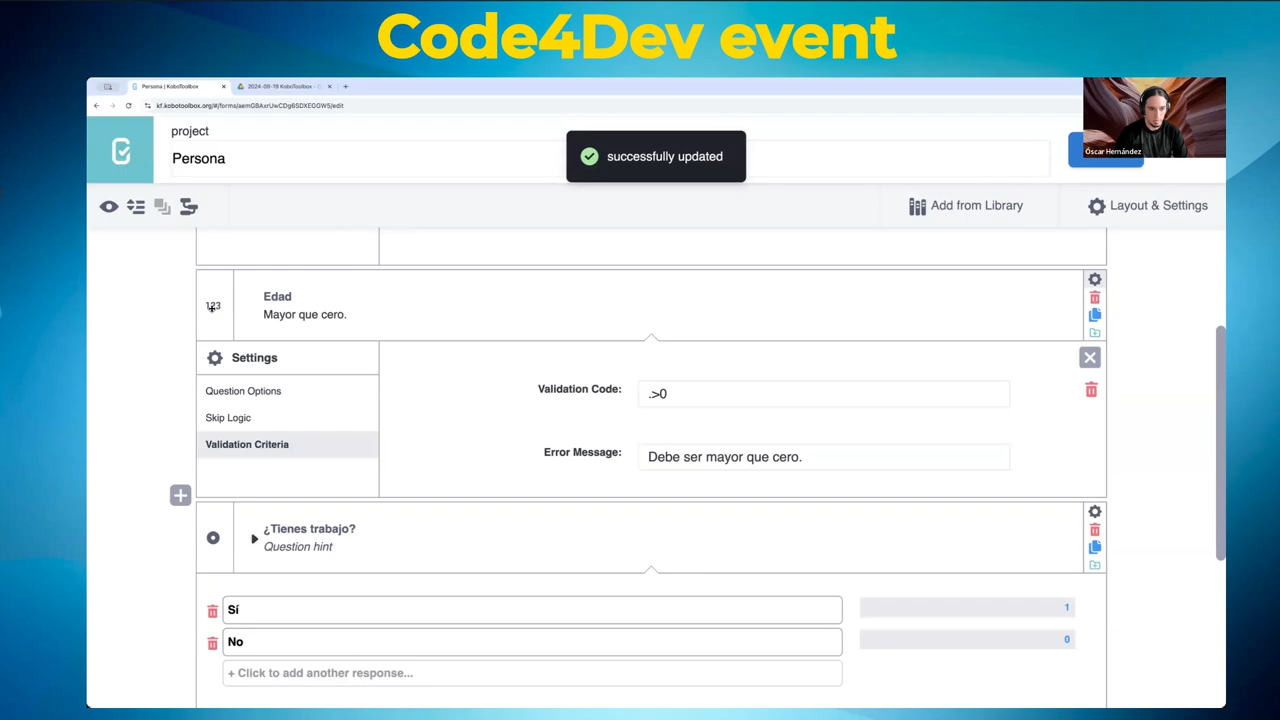 Code4Dev event
Persona | KoboToolbox
2024-09-19 KoboToolbox -
kf.kobotoolbox.org/#/forms/aemGBAxrUwCDg6SDXEGGW5/edit
project
Persona
successfully updated
Óscar Hernández
Add from Library
Layout & Settings
123
Edad
Mayor que cero.
Settings
Question Options
Skip Logic
Validation Criteria
Validation Code:
.>0
Error Message:
Debe ser mayor que cero.
¿Tienes trabajo?
Question hint
Sí
1
No
0
+ Click to add another response...